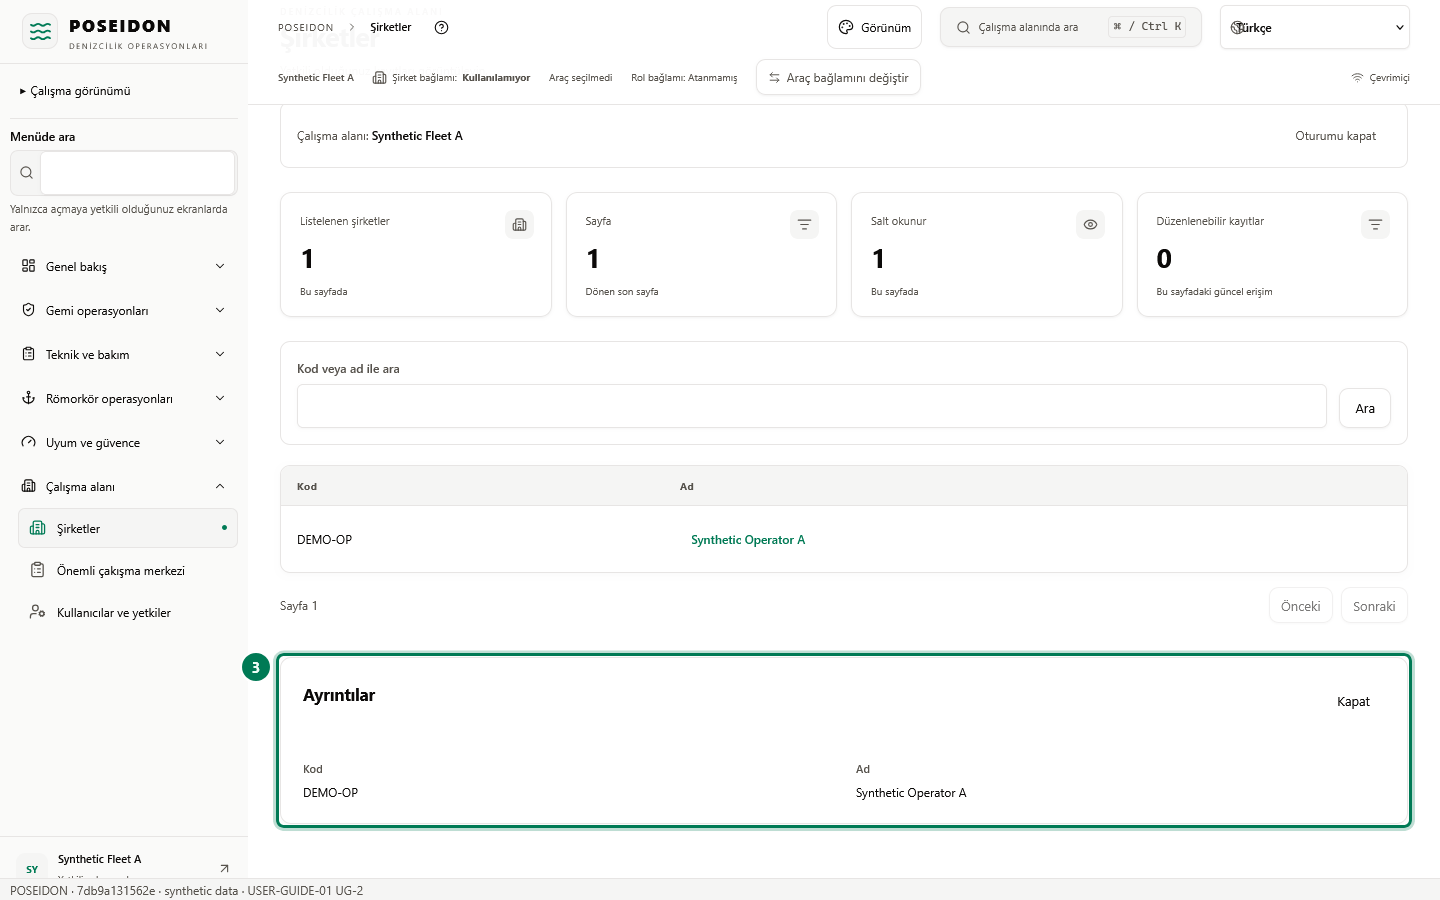 POSEIDON
DENİZCİLİK OPERASYONLARI
Çalışma görünümü
Menüde ara
Yalnızca açmaya yetkili olduğunuz ekranlarda
arar.
Genel bakış
Gemi operasyonları
Teknik ve bakım
Römorkör operasyonları
Uyum ve güvence
Çalışma alanı
Şirketler
Önemli çakışma merkezi
Kullanıcılar ve yetkiler
SY
Synthetic Fleet A
POSEIDON
Şirketler
Şirketler
Görünüm
Çalışma alanında ara
⌘ / Ctrl K
Türkçe
Synthetic Fleet A
Şirket bağlamı: Kullanılamıyor
Araç seçilmedi
Rol bağlamı: Atanmamış
Araç bağlamını değiştir
Çevrimiçi
Çalışma alanı: Synthetic Fleet A
Oturumu kapat
Listelenen şirketler
1
Bu sayfada
Sayfa
1
Dönen son sayfa
Salt okunur
1
Bu sayfada
Düzenlenebilir kayıtlar
0
Bu sayfadaki güncel erişim
Kod veya ad ile ara
Ara
Kod Ad
DEMO-OP Synthetic Operator A
Sayfa 1
Önceki
Sonraki
3
Ayrıntılar
Kapat
Kod
DEMO-OP
Ad
Synthetic Operator A
POSEIDON · 7db9a131562e · synthetic data · USER-GUIDE-01 UG-2